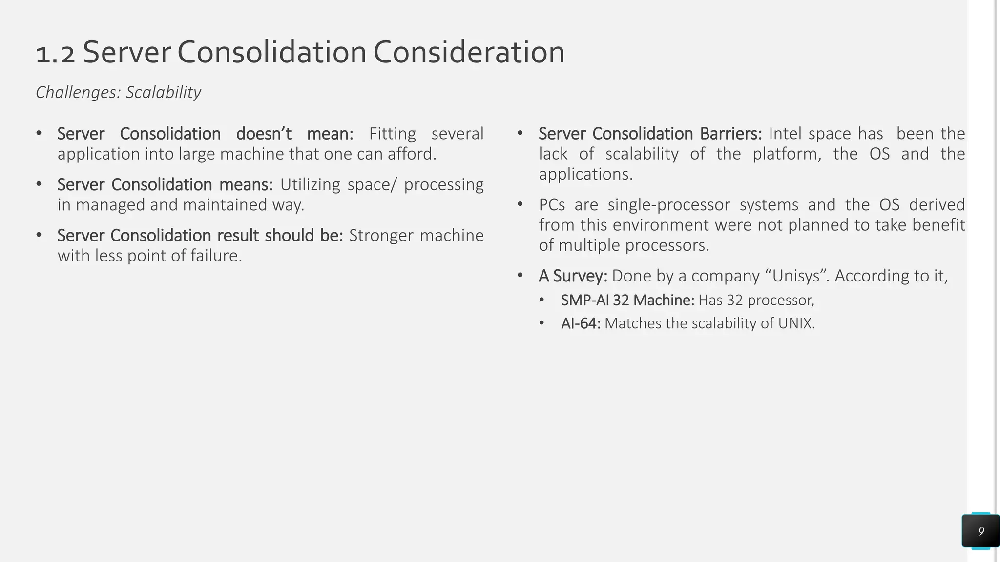 1.2 Server Consolidation Consideration
Challenges: Scalability
• Server Consolidation doesn’t mean: Fitting several
application into large machine that one can afford.
• Server Consolidation means: Utilizing space/ processing
in managed and maintained way.
• Server Consolidation result should be: Stronger machine
with less point of failure.
• Server Consolidation Barriers: Intel space has been the
lack of scalability of the platform, the OS and the
applications.
• PCs are single-processor systems and the OS derived
from this environment were not planned to take benefit
of multiple processors.
• A Survey: Done by a company “Unisys”. According to it,
• SMP-AI 32 Machine: Has 32 processor,
• AI-64: Matches the scalability of UNIX.
9